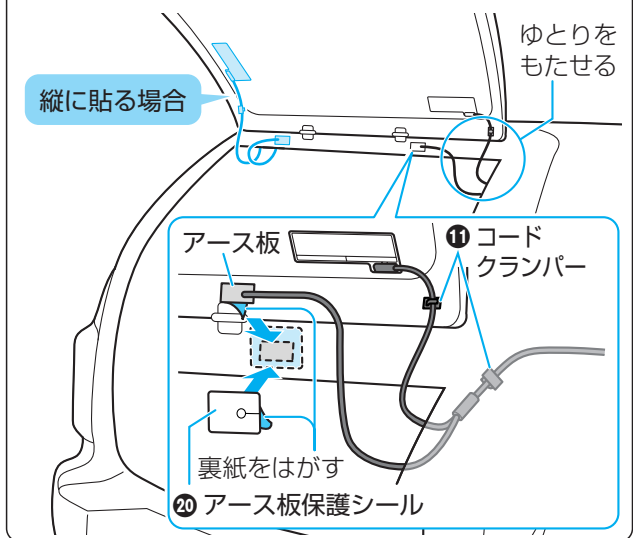 ゆとりを
もたせる
縦に貼る場合
アース板
⓫ コード
クランパー
裏紙をはがす
⓴ アース板保護シール